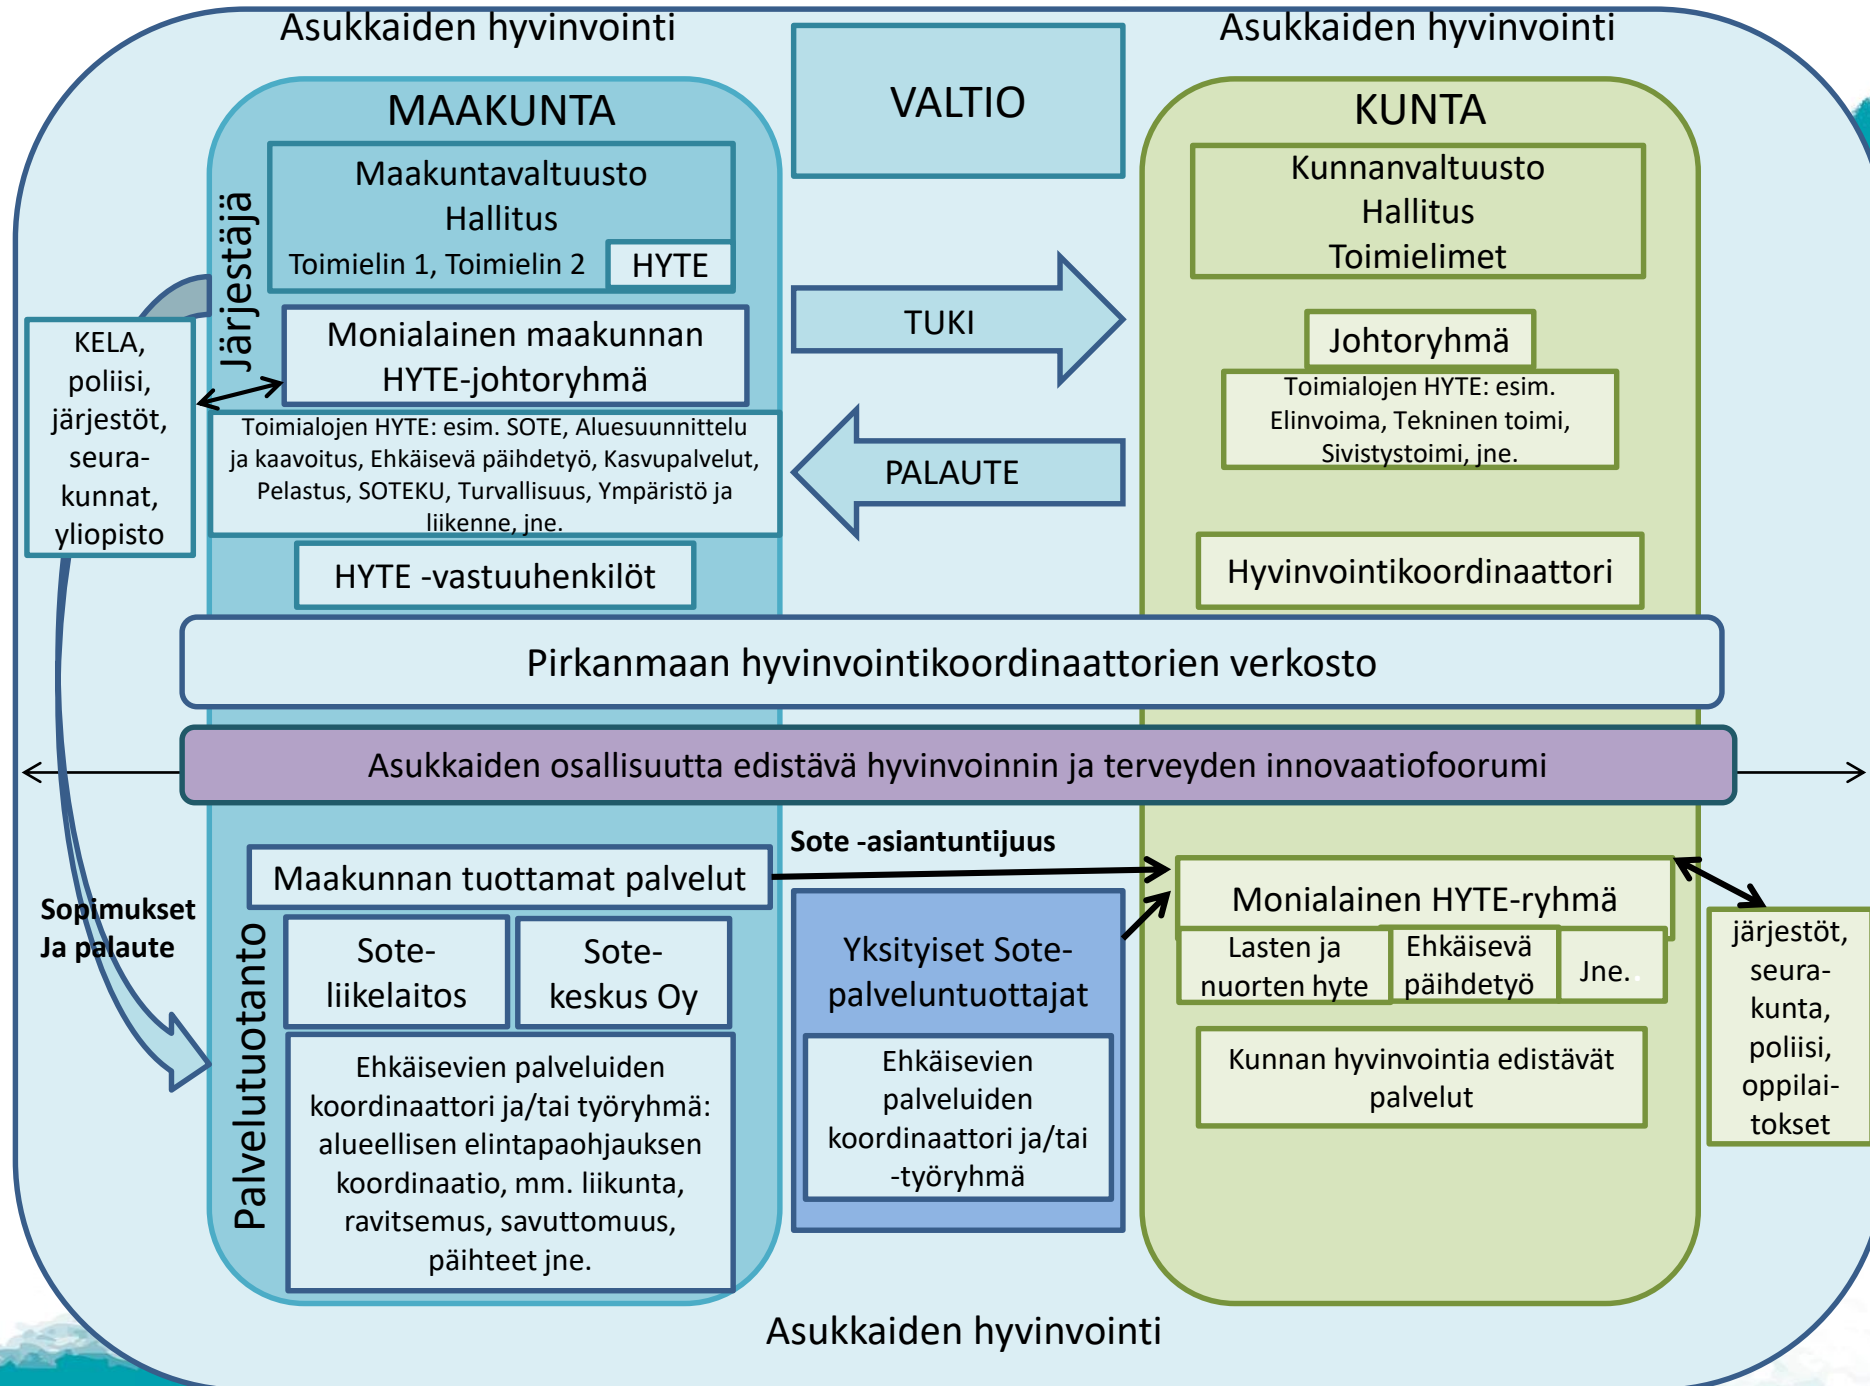 Asukkaiden hyvinvointi
Asukkaiden hyvinvointi
VALTIO
MAAKUNTA
Järjestäjä
Maakuntavaltuusto
Hallitus
Toimielin 1, Toimielin 2
HYTE
Monialainen maakunnan
HYTE-johtoryhmä
Toimialojen HYTE: esim. SOTE, Aluesuunnittelu
ja kaavoitus, Ehkäisevä päihdetyö, Kasvupalvelut,
Pelastus, SOTEKU, Turvallisuus, Ympäristö ja
liikenne, jne.
HYTE -vastuuhenkilöt
KELA,
poliisi,
järjestöt,
seura-
kunnat,
yliopisto
TUKI
PALAUTE
KUNTA
Kunnanvaltuusto
Hallitus
Toimielimet
Johtoryhmä
Toimialojen HYTE: esim.
Elinvoima, Tekninen toimi,
Sivistystoimi, jne.
Hyvinvointikoordinaattori
Pirkanmaan hyvinvointikoordinaattorien verkosto
Asukkaiden osallisuutta edistävä hyvinvoinnin ja terveyden innovaatiofoorumi
Sopimukset
Ja palaute
Palvelutuotanto
Maakunnan tuottamat palvelut
Sote-
liikelaitos
Sote-
keskus Oy
Ehkäisevien palveluiden
koordinaattori ja/tai työryhmä:
alueellisen elintapaohjauksen
koordinaatio, mm. liikunta,
ravitsemus, savuttomuus,
päihteet jne.
Sote -asiantuntijuus
Yksityiset Sote-
palveluntuottajat
Ehkäisevien
palveluiden
koordinaattori ja/tai
-työryhmä
Monialainen HYTE-ryhmä
Lasten ja
nuorten hyte
Ehkäisevä
päihdetyö
Jne..
Kunnan hyvinvointia edistävät
palvelut
järjestöt,
seura-
kunta,
poliisi,
oppilai-
tokset
Asukkaiden hyvinvointi